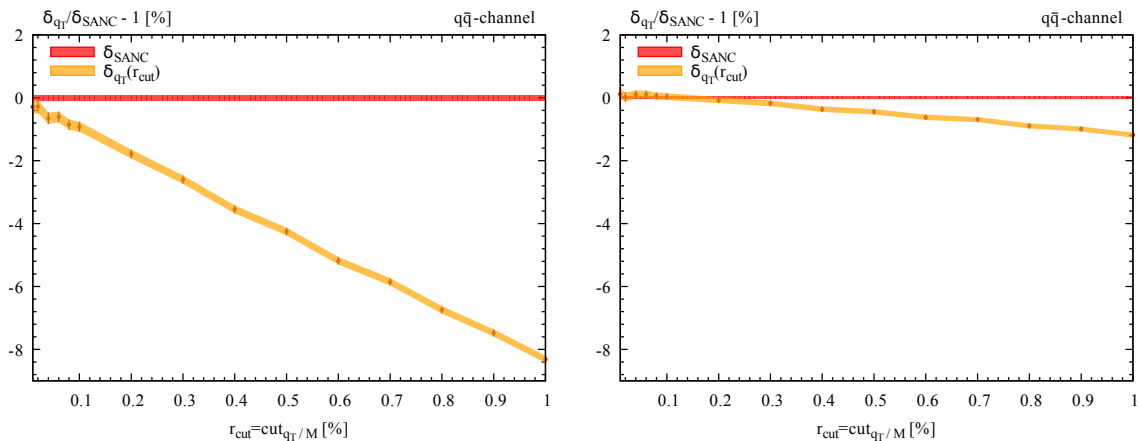 δqT/δSANC - 1 [%] qq̄-channel
2
δSANC
δqT(rcut)
0
-2
-4
-6
-8
0.1 0.2 0.3 0.4 0.5 0.6 0.7 0.8 0.9 1
rcut=cutqT/M [%]
δqT/δSANC - 1 [%] qq̄-channel
2
δSANC
δqT(rcut)
0
-2
-4
-6
-8
0.1 0.2 0.3 0.4 0.5 0.6 0.7 0.8 0.9 1
rcut=cutqT/M [%]